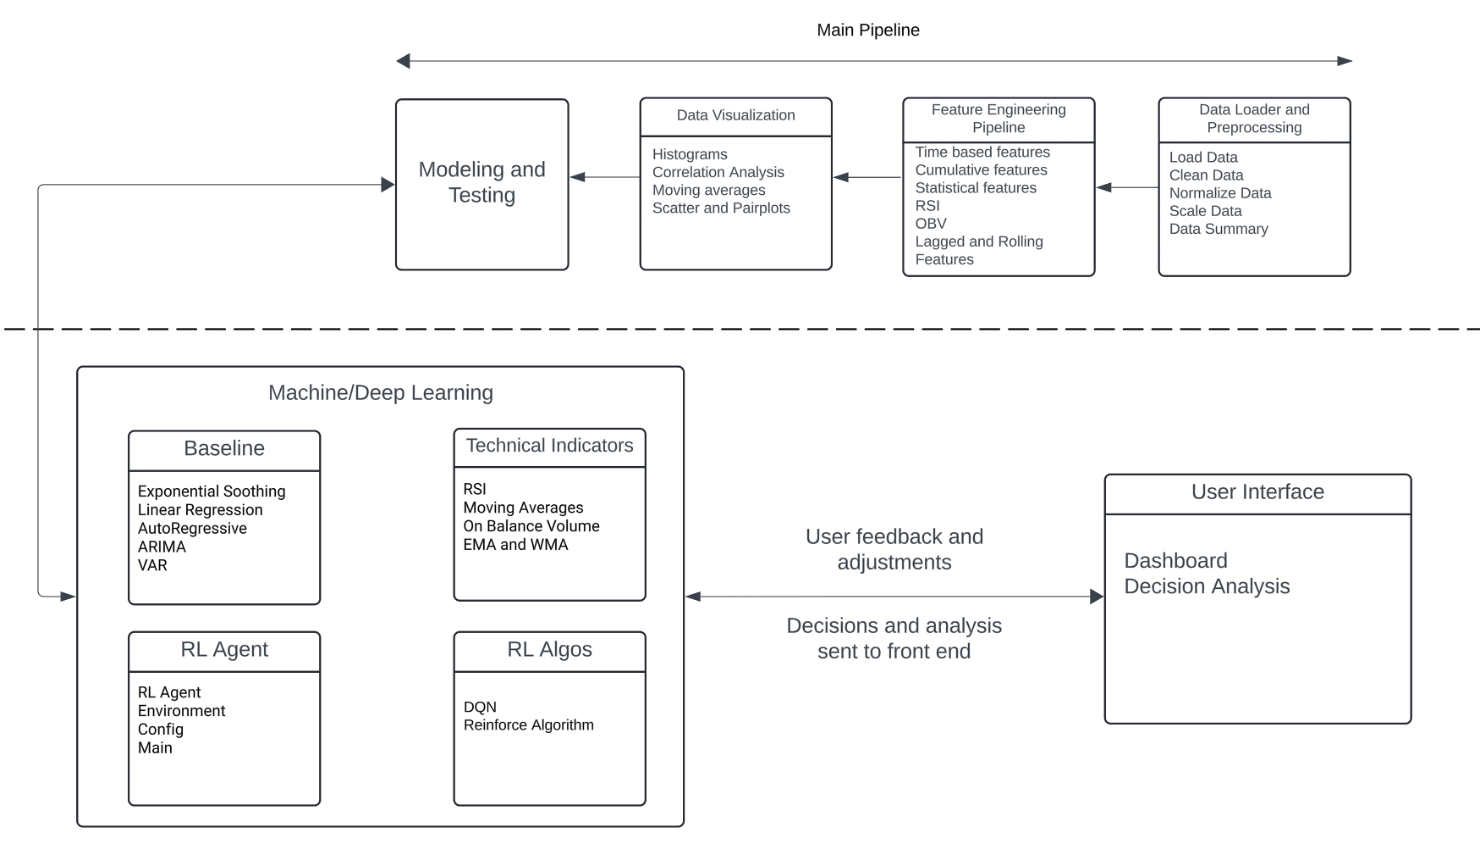 Main Pipeline
Modeling and
Testing
Data Visualization
Histograms
Correlation Analysis
Moving averages
Scatter and Pairplots
Feature Engineering
Pipeline
Time based features
Cumulative features
Statistical features
RSI
OBV
Lagged and Rolling
Features
Data Loader and
Preprocessing
Load Data
Clean Data
Normalize Data
Scale Data
Data Summary
Machine/Deep Learning
Baseline
Exponential Soothing
Linear Regression
AutoRegressive
ARIMA
VAR
Technical Indicators
RSI
Moving Averages
On Balance Volume
EMA and WMA
RL Agent
RL Agent
Environment
Config
Main
RL Algos
DQN
Reinforce Algorithm
User feedback and
adjustments
Decisions and analysis
sent to front end
User Interface
Dashboard
Decision Analysis